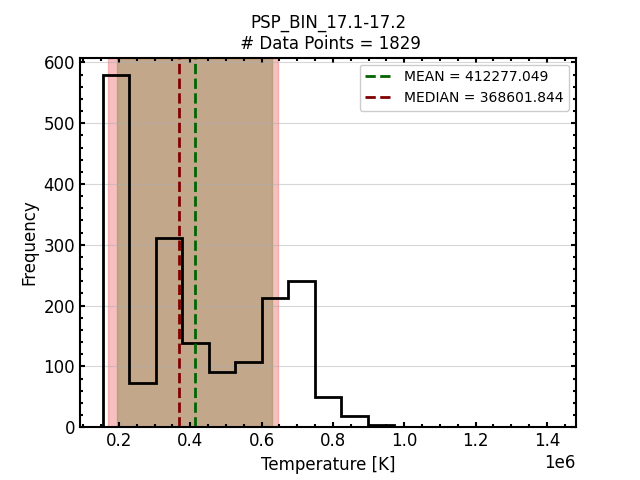 PSP_BIN_17.1-17.2
# Data Points = 1829
MEAN = 412277.049
MEDIAN = 368601.844
Frequency
600
500
400
300
200
100
0
0.2 0.4 0.6 0.8 1.0 1.2 1.4
1e6
Temperature [K]